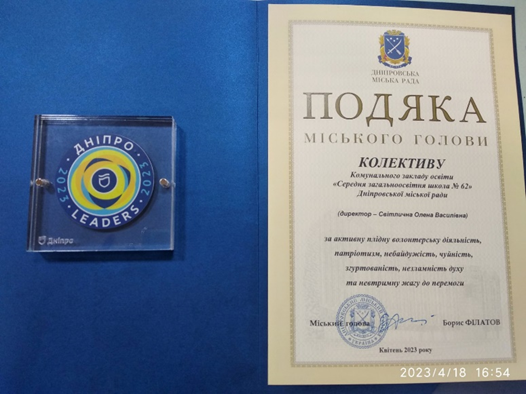 ДНІПРО
2023 2023
LEADERS
Дніпро
ДНІПРОВСЬКА
МІСЬКА РАДА
ПОДЯКА
МІСЬКОГО ГОЛОВИ
КОЛЕКТИВУ
Комунального закладу освіти
«Середня загальноосвітня школа № 62»
Дніпровської міської ради
(директор – Світлична Олена Василівна)
за активну плідну волонтерську діяльність,
патріотизм, небайдужість, чуйність,
згуртованість, незламність духу
та невтримну жагу до перемоги
Міський голова Борис ФІЛАТОВ
Квітень 2023 року
2023/4/18 16:54